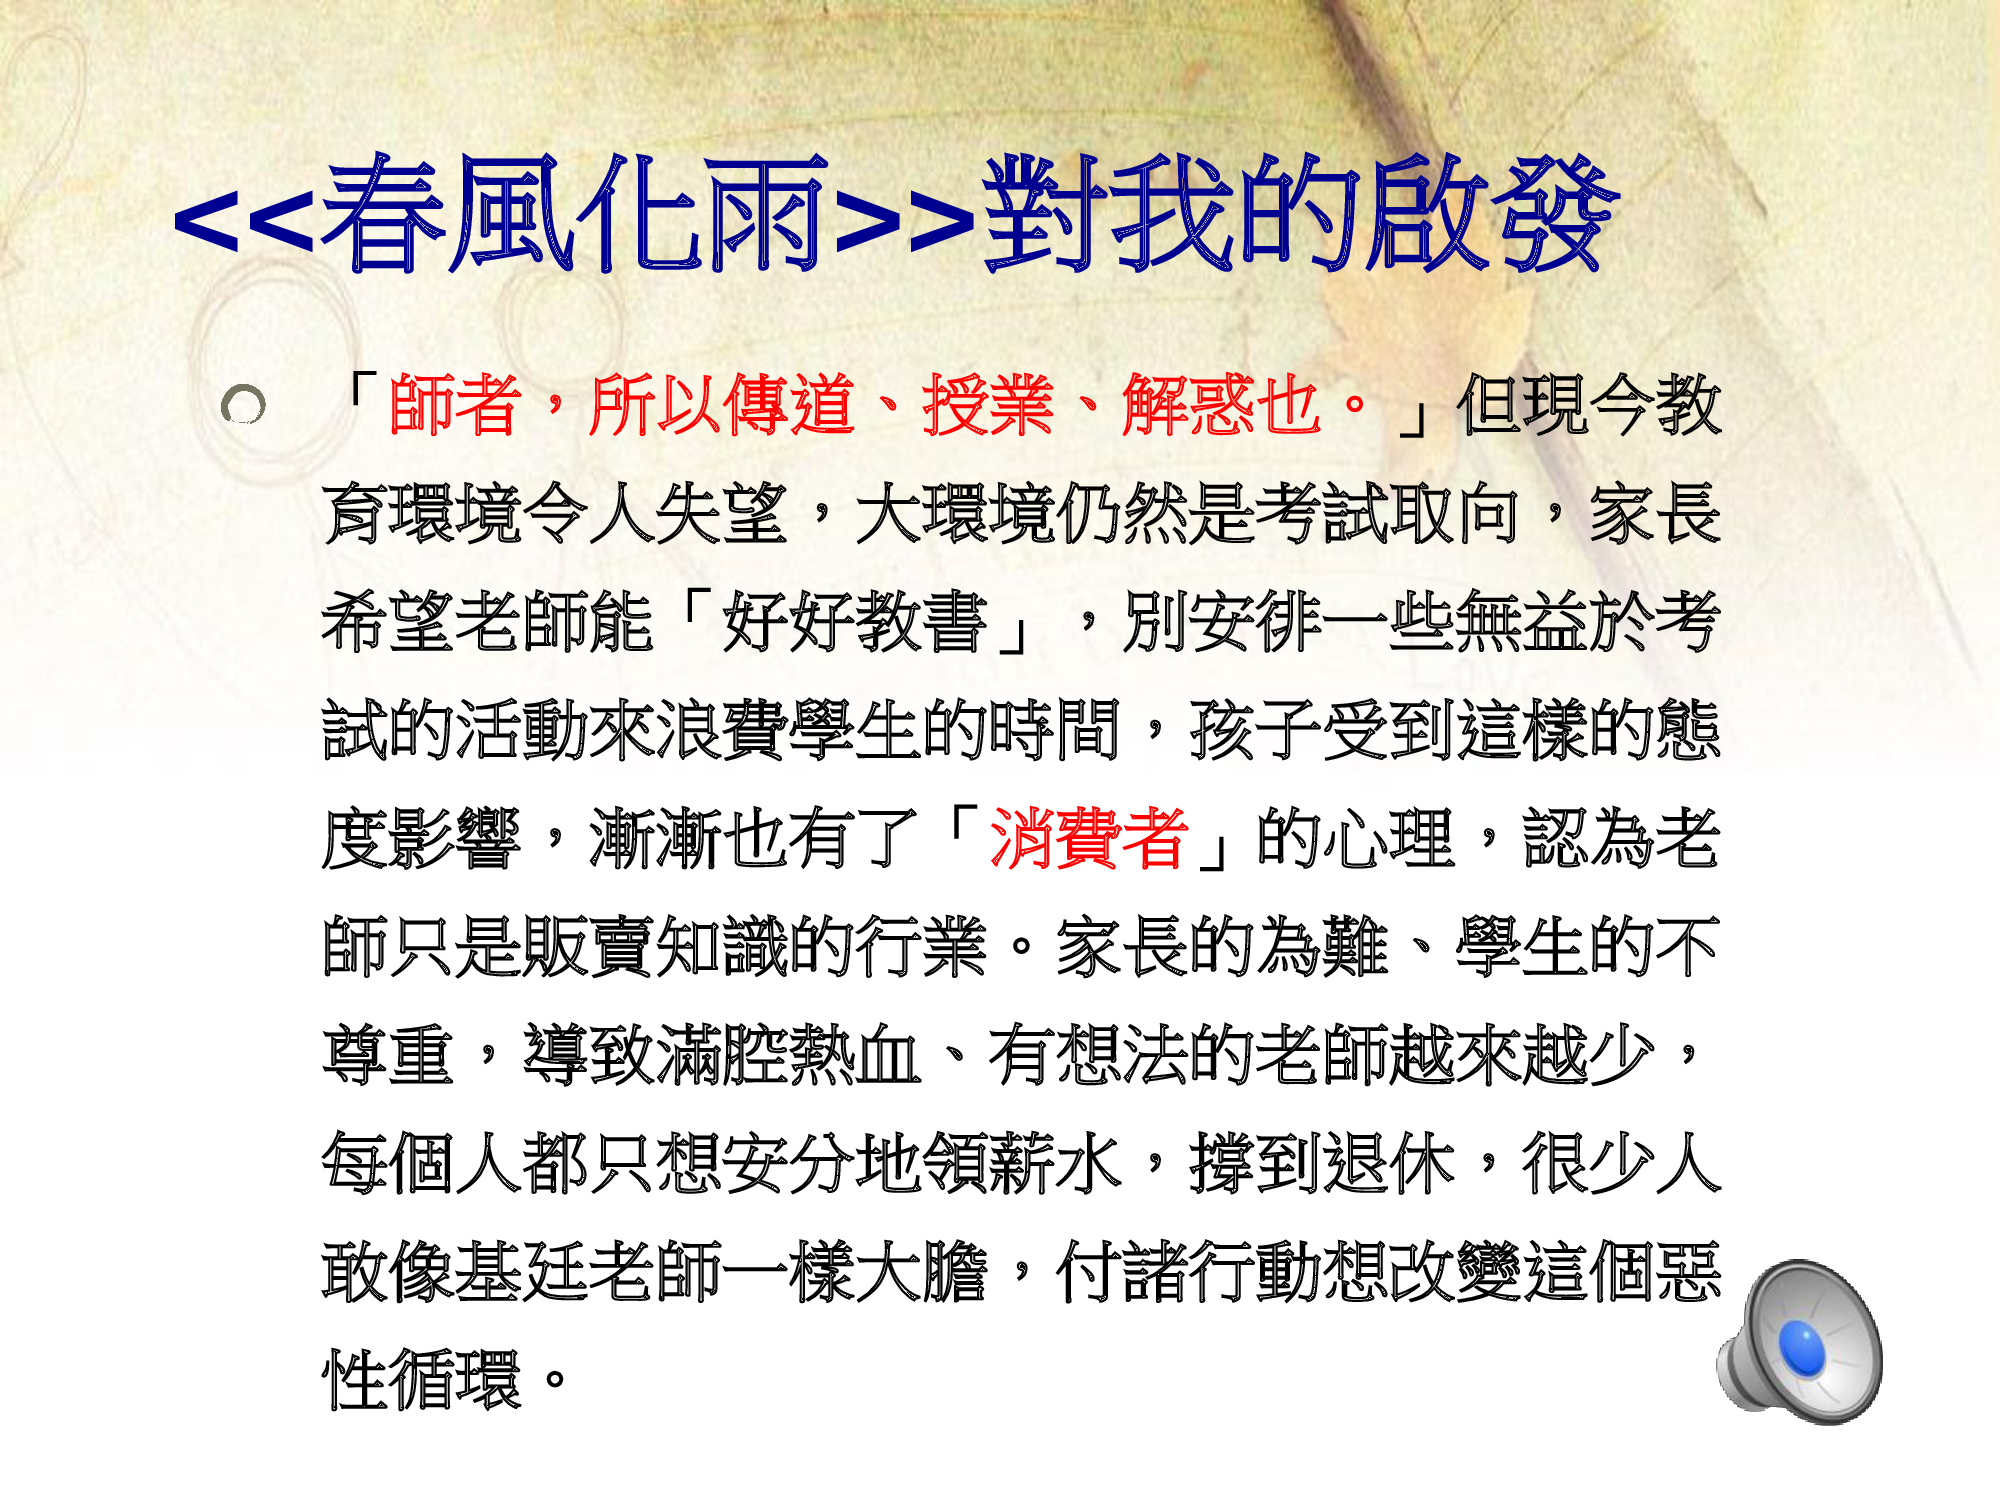 <<春風化雨>>對我的啟發
「師者，所以傳道、授業、解惑也。」但現今教
育環境令人失望，大環境仍然是考試取向，家長
希望老師能「好好教書」，別安徘一些無益於考
試的活動來浪費學生的時間，孩子受到這樣的態
度影響，漸漸也有了「消費者」的心理，認為老
師只是販賣知識的行業。家長的為難、學生的不
尊重，導致滿腔熱血、有想法的老師越來越少，
每個人都只想安分地領薪水，撐到退休，很少人
敢像基廷老師一樣大膽，付諸行動想改變這個惡
性循環。